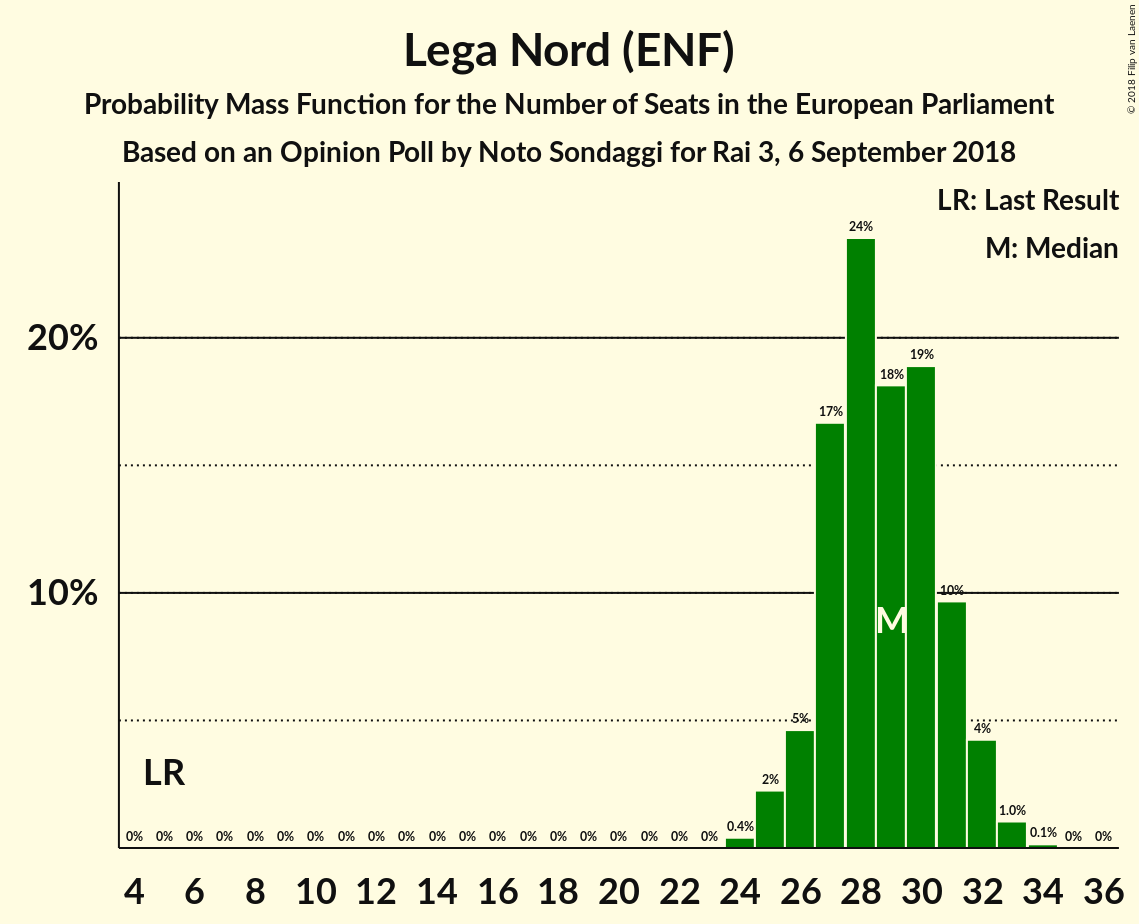 Lega Nord (ENF)
Probability Mass Function for the Number of Seats in the European Parliament
Based on an Opinion Poll by Noto Sondaggi for Rai 3, 6 September 2018
© 2018 Filip van Laenen
LR: Last Result
M: Median
24%
20%
19%
18%
17%
10%
10%
M
5%
4%
LR
2%
1.0%
0% 0% 0% 0% 0% 0% 0% 0% 0% 0% 0% 0% 0% 0% 0% 0% 0% 0% 0% 0% 0.4% 0.1% 0% 0%
4 6 8 10 12 14 16 18 20 22 24 26 28 30 32 34 36